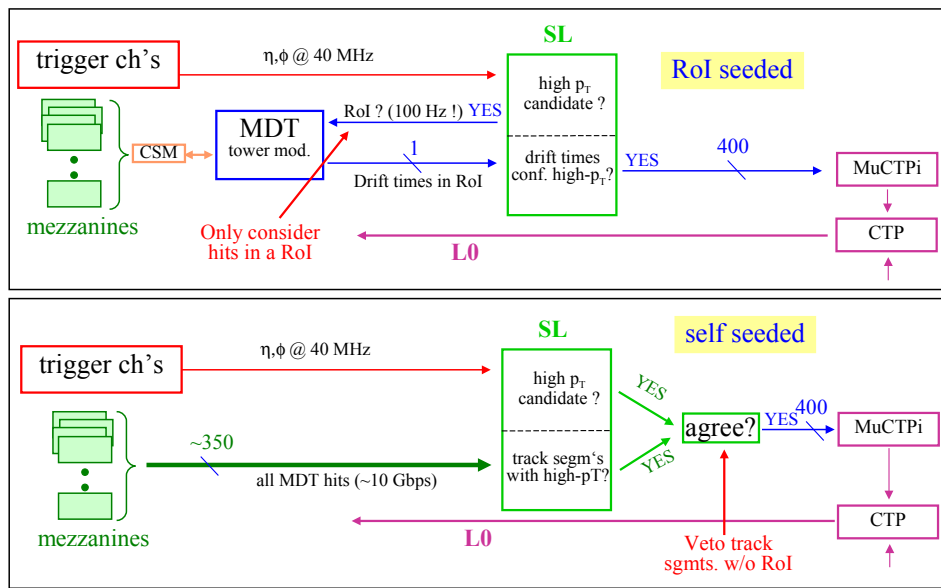 SL
trigger ch's
η,ϕ @ 40 MHz
RoI seeded
high pT
candidate ?
RoI ? (100 Hz !)
YES
MDT
tower mod.
CSM
1
Drift times in RoI
drift times
conf. high-pT?
YES
400
MuCTPi
mezzanines
Only consider
hits in a RoI
L0
CTP
SL
self seeded
trigger ch's
η,ϕ @ 40 MHz
high pT
candidate ?
YES
agree?
YES
400
MuCTPi
~350
all MDT hits (~10 Gbps)
track segm‘s
with high-pT?
YES
mezzanines
L0
CTP
Veto track
sgmts. w/o RoI